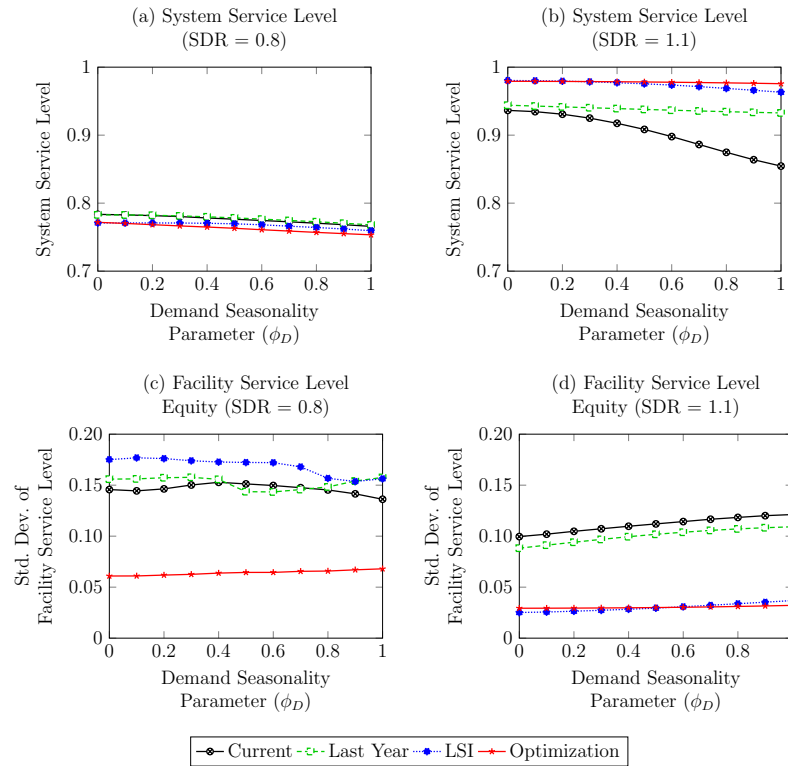 (a) System Service Level
(SDR = 0.8)
1
0.9
0.8
0.7
System Service Level
0 0.2 0.4 0.6 0.8 1
Demand Seasonality
Parameter (ϕ_D)
(b) System Service Level
(SDR = 1.1)
1
0.9
0.8
0.7
System Service Level
0 0.2 0.4 0.6 0.8 1
Demand Seasonality
Parameter (ϕ_D)
(c) Facility Service Level
Equity (SDR = 0.8)
0.20
0.15
0.10
0.05
0
Std. Dev. of
Facility Service Level
0 0.2 0.4 0.6 0.8 1
Demand Seasonality
Parameter (ϕ_D)
(d) Facility Service Level
Equity (SDR = 1.1)
0.20
0.15
0.10
0.05
0
Std. Dev. of
Facility Service Level
0 0.2 0.4 0.6 0.8
Demand Seasonality
Parameter (ϕ_D)
Current Last Year LSI Optimization